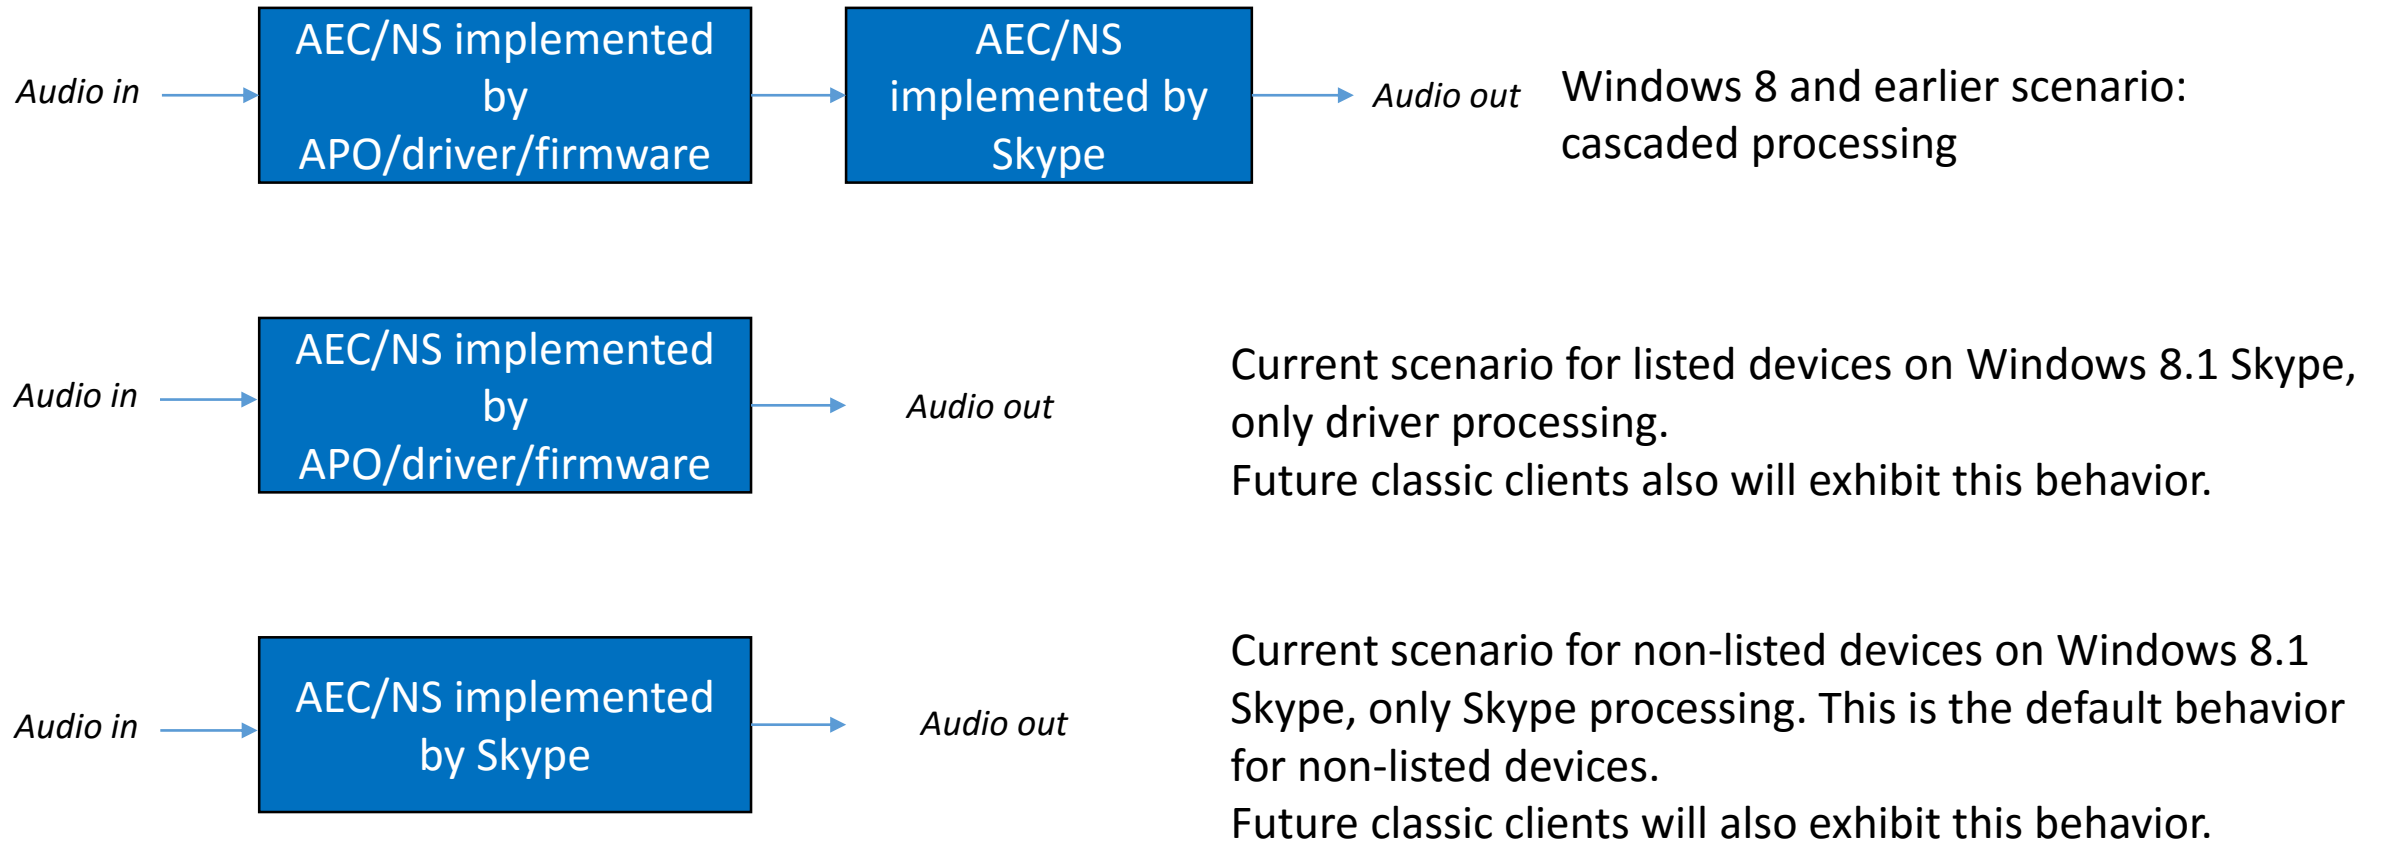 Audio in
AEC/NS implemented
by
APO/driver/firmware
AEC/NS
implemented by
Skype
Audio out
Windows 8 and earlier scenario:
cascaded processing
Audio in
AEC/NS implemented
by
APO/driver/firmware
Audio out
Current scenario for listed devices on Windows 8.1 Skype,
only driver processing.
Future classic clients also will exhibit this behavior.
Audio in
AEC/NS implemented
by Skype
Audio out
Current scenario for non-listed devices on Windows 8.1
Skype, only Skype processing. This is the default behavior
for non-listed devices.
Future classic clients will also exhibit this behavior.